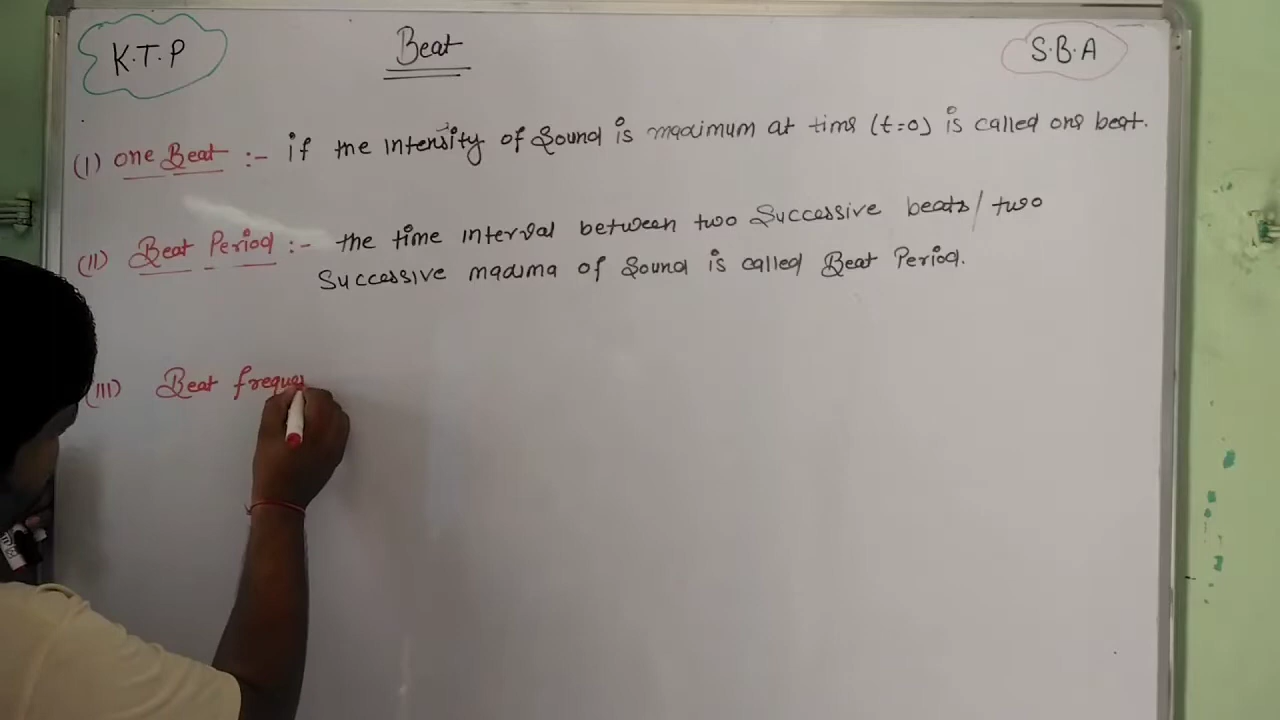 K.T.P
Beat
S.B.A
(I) one Beat :- if the intensity of Sound is maximum at time (t=0) is called one beat.
(II) Beat Period :- the time interval between two Successive beats/two
Successive maxima of Sound is called Beat Period.
(III) Beat freque